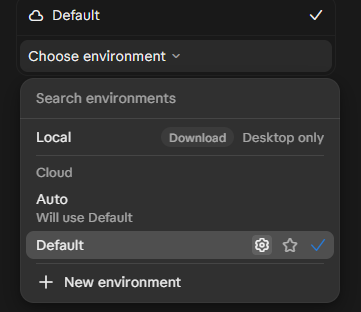 Default
Choose environment
Search environments
Local Download Desktop only
Cloud
Auto
Will use Default
Default
New environment